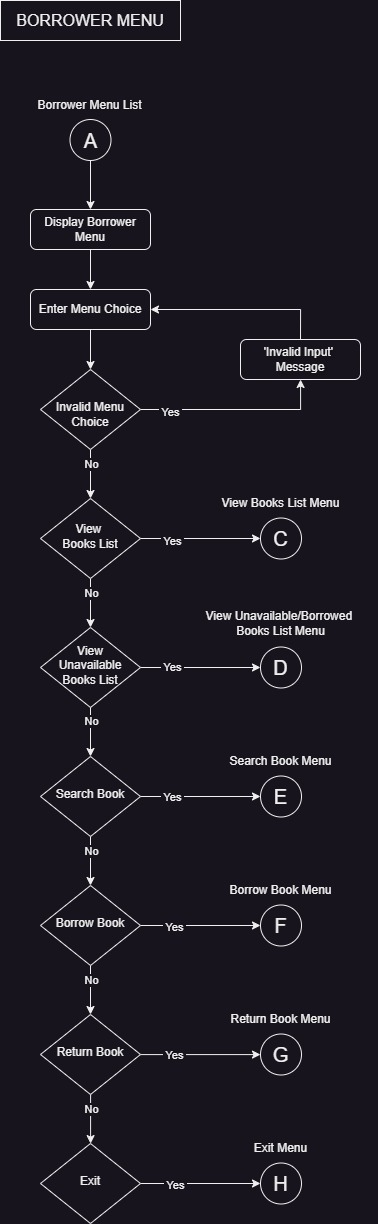 BORROWER MENU
Borrower Menu List
A
Display Borrower
Menu
Enter Menu Choice
'Invalid Input'
Message
Invalid Menu
Choice
Yes
No
View Books List Menu
View
Books List
Yes
C
No
View Unavailable/Borrowed
Books List Menu
View
Unavailable
Books List
Yes
D
No
Search Book Menu
Search Book
Yes
E
No
Borrow Book Menu
Borrow Book
Yes
F
No
Return Book Menu
Return Book
Yes
G
No
Exit Menu
Exit
Yes
H